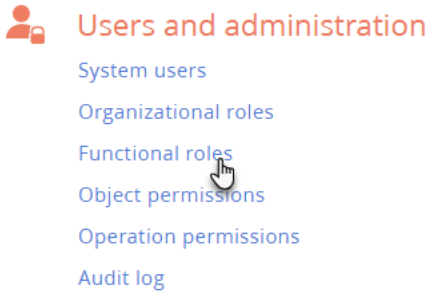 Users and administration
System users
Organizational roles
Functional roles
Object permissions
Operation permissions
Audit log